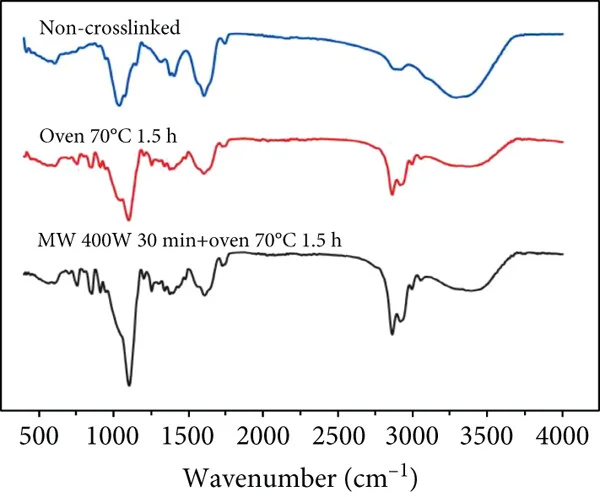 Non-crosslinked
Oven 70°C 1.5 h
MW 400W 30 min+oven 70°C 1.5 h
500 1000 1500 2000 2500 3000 3500 4000
Wavenumber (cm⁻¹)